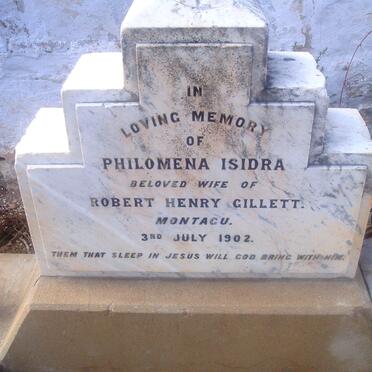 IN
LOVING MEMORY
OF
PHILOMENA ISIDRA
BELOVED WIFE OF
ROBERT HENRY GILLETT.
MONTAGU.
3RD JULY 1902.
THEM THAT SLEEP IN JESUS WILL GOD BRING WITH HIM.